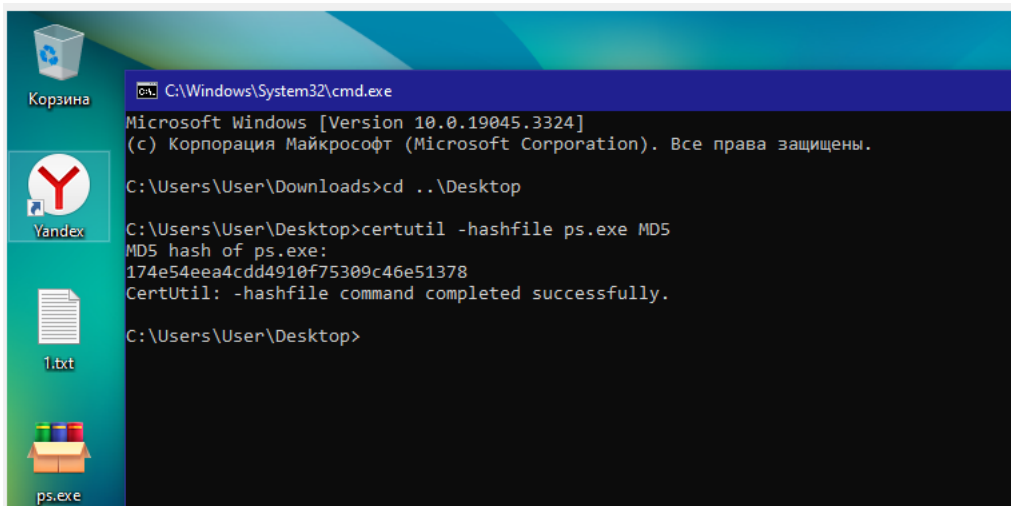 Корзина
C:\Windows\System32\cmd.exe
Microsoft Windows [Version 10.0.19045.3324]
(c) Корпорация Майкрософт (Microsoft Corporation). Все права защищены.
C:\Users\User\Downloads>cd ..\Desktop
Yandex
C:\Users\User\Desktop>certutil -hashfile ps.exe MD5
MD5 hash of ps.exe:
174e54eea4cdd4910f75309c46e51378
CertUtil: -hashfile command completed successfully.
C:\Users\User\Desktop>
1.txt
ps.exe